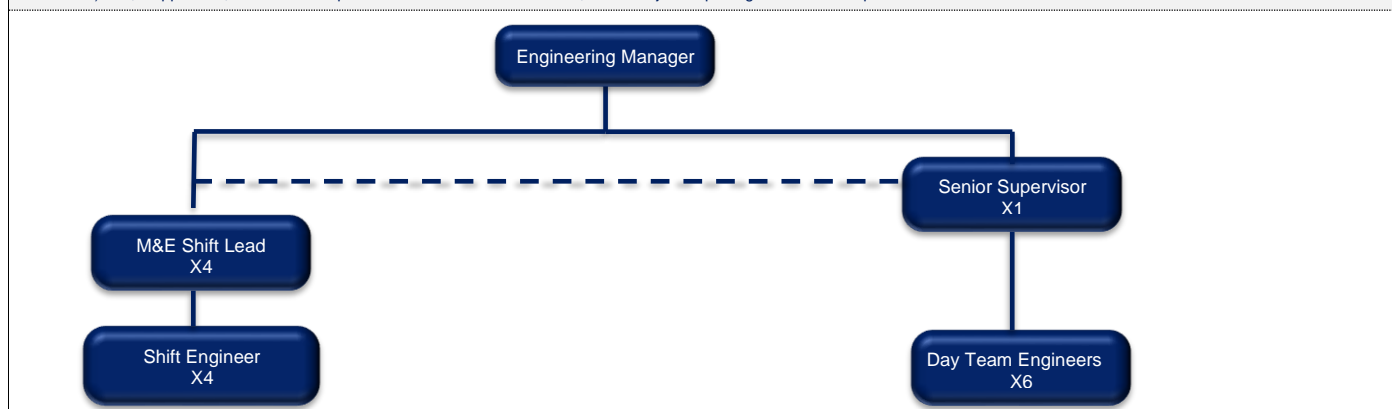 Engineering Manager
Senior Supervisor
X1
M&E Shift Lead
X4
Shift Engineer
X4
Day Team Engineers
X6